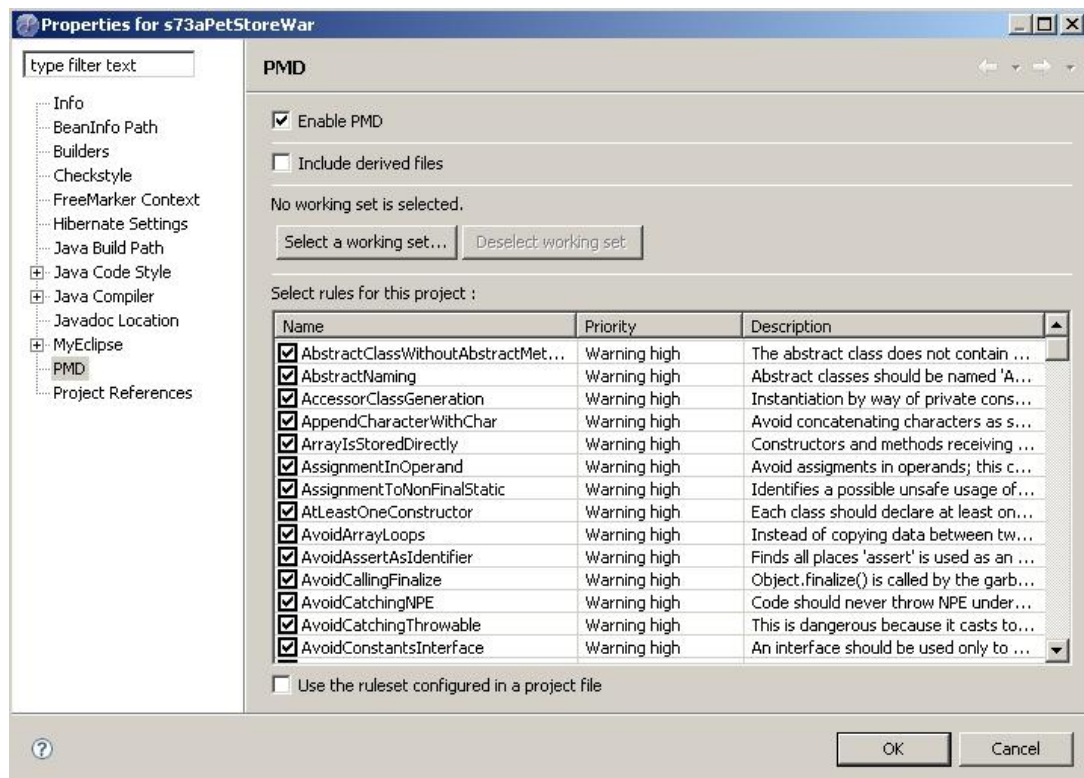 Properties for s73aPetStoreWar
type filter text
Info
BeanInfo Path
Builders
Checkstyle
FreeMarker Context
Hibernate Settings
Java Build Path
Java Code Style
Java Compiler
Javadoc Location
MyEclipse
PMD
Project References
PMD
Enable PMD
Include derived files
No working set is selected.
Select a working set... Deselect working set
Select rules for this project :
Name Priority Description
AbstractClassWithoutAbstractMet... Warning high The abstract class does not contain ...
AbstractNaming Warning high Abstract classes should be named 'A...
AccessorClassGeneration Warning high Instantiation by way of private cons...
AppendCharacterWithChar Warning high Avoid concatenating characters as s...
ArrayIsStoredDirectly Warning high Constructors and methods receiving ...
AssignmentInOperand Warning high Avoid assigments in operands; this c...
AssignmentToNonFinalStatic Warning high Identifies a possible unsafe usage of...
AtLeastOneConstructor Warning high Each class should declare at least on...
AvoidArrayLoops Warning high Instead of copying data between tw...
AvoidAssertAsIdentifier Warning high Finds all places 'assert' is used as an ...
AvoidCallingFinalize Warning high Object.finalize() is called by the garb...
AvoidCatchingNPE Warning high Code should never throw NPE under...
AvoidCatchingThrowable Warning high This is dangerous because it casts to...
AvoidConstantsInterface Warning high An interface should be used only to ...
Use the ruleset configured in a project file
? OK Cancel